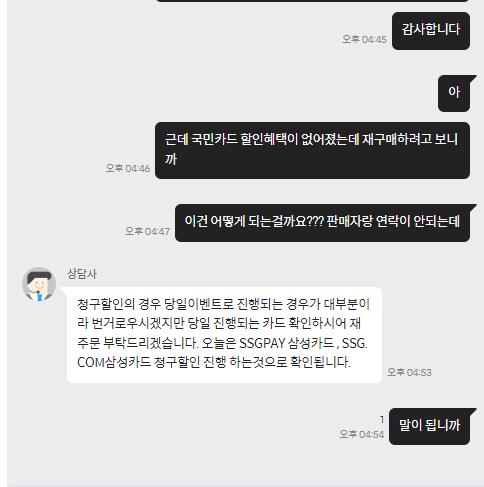 감사합니다
오후 04:45
아
근데 국민카드 할인혜택이 없어졌는데 재구매하려고 보니
까
오후 04:46
이건 어떻게 되는걸까요??? 판매자랑 연락이 안되는데
오후 04:47
상담사
청구할인의 경우 당일이벤트로 진행되는 경우가 대부분이
라 번거로우시겠지만 당일 진행되는 카드 확인하시어 재
주문 부탁드리겠습니다. 오늘은 SSGPAY 삼성카드 , SSG.
COM삼성카드 청구할인 진행 하는것으로 확인됩니다.
오후 04:53
1
말이 됩니까
오후 04:54